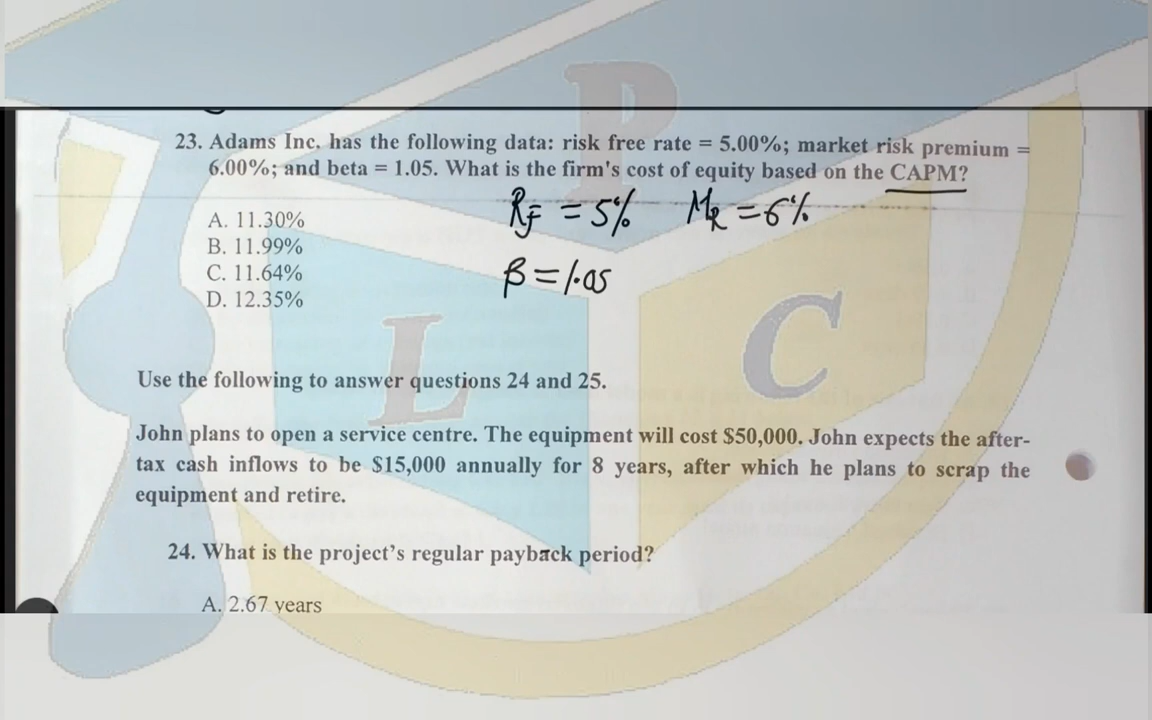 P
23. Adams Inc. has the following data: risk free rate = 5.00%; market risk premium =
6.00%; and beta = 1.05. What is the firm's cost of equity based on the CAPM?
RF = 5% MR = 6%
A. 11.30%
B. 11.99%
β = 1.05
C. 11.64%
D. 12.35%
L C
Use the following to answer questions 24 and 25.
John plans to open a service centre. The equipment will cost $50,000. John expects the after-
tax cash inflows to be $15,000 annually for 8 years, after which he plans to scrap the
equipment and retire.
24. What is the project's regular payback period?
A. 2.67 years